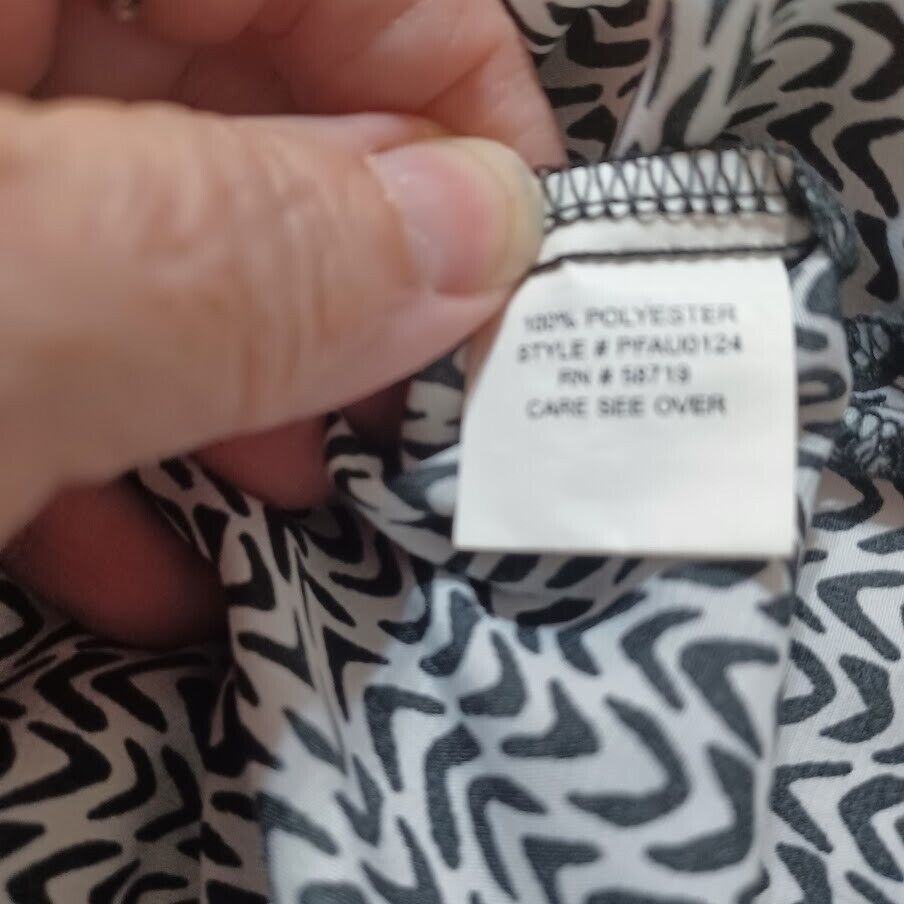 100% POLYESTER
STYLE # PFAU0124
RN # 58719
CARE SEE OVER